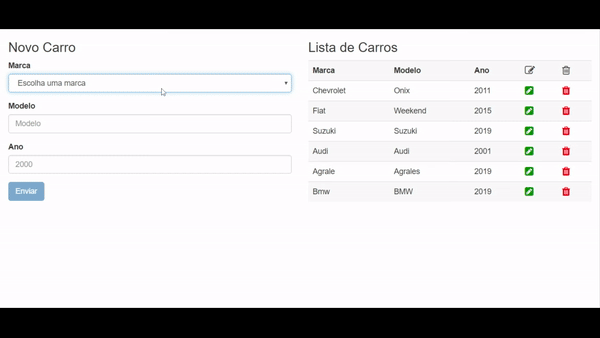 Novo Carro
Marca
Escolha uma marca
Modelo
Modelo
Ano
2000
Enviar
Lista de Carros
Marca Modelo Ano
Chevrolet Onix 2011
Fiat Weekend 2015
Suzuki Suzuki 2019
Audi Audi 2001
Agrale Agrales 2019
Bmw BMW 2019